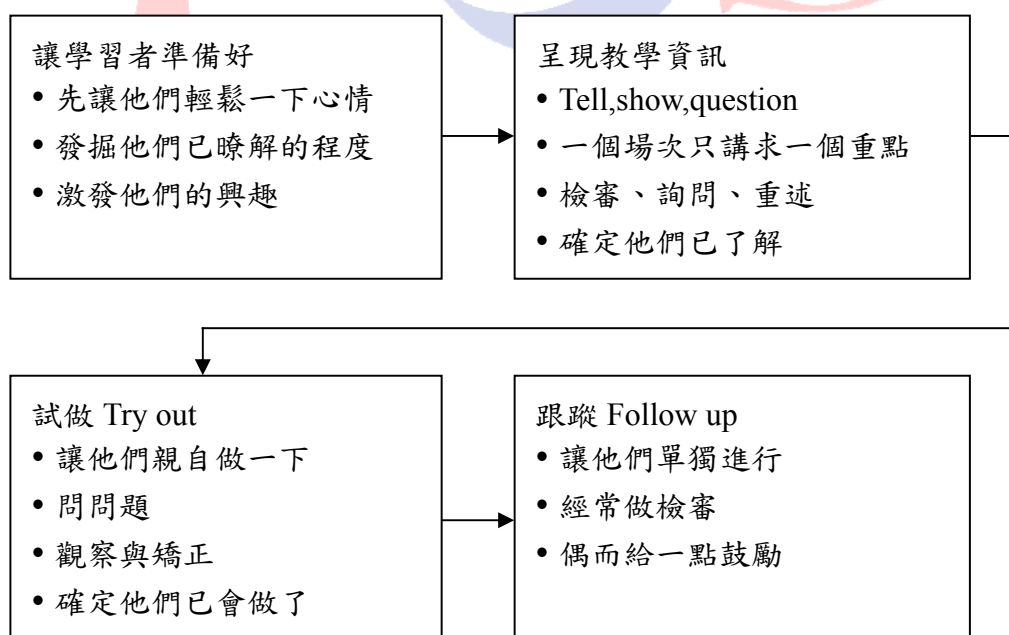 讓學習者準備好
• 先讓他們輕鬆一下心情
• 發掘他們已瞭解的程度
• 激發他們的興趣
呈現教學資訊
• Tell,show,question
• 一個場次只講求一個重點
• 檢審、詢問、重述
• 確定他們已了解
試做 Try out
• 讓他們親自做一下
• 問問題
• 觀察與矯正
• 確定他們已會做了
跟蹤 Follow up
• 讓他們單獨進行
• 經常做檢審
• 偶而給一點鼓勵